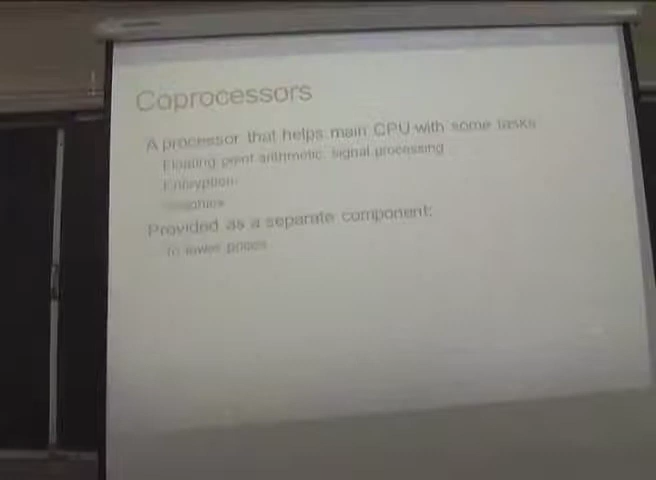 Coprocessors
A processor that helps main CPU with some tasks
Floating point arithmetic, signal processing
Encryption
Provided as a separate component:
To lower prices